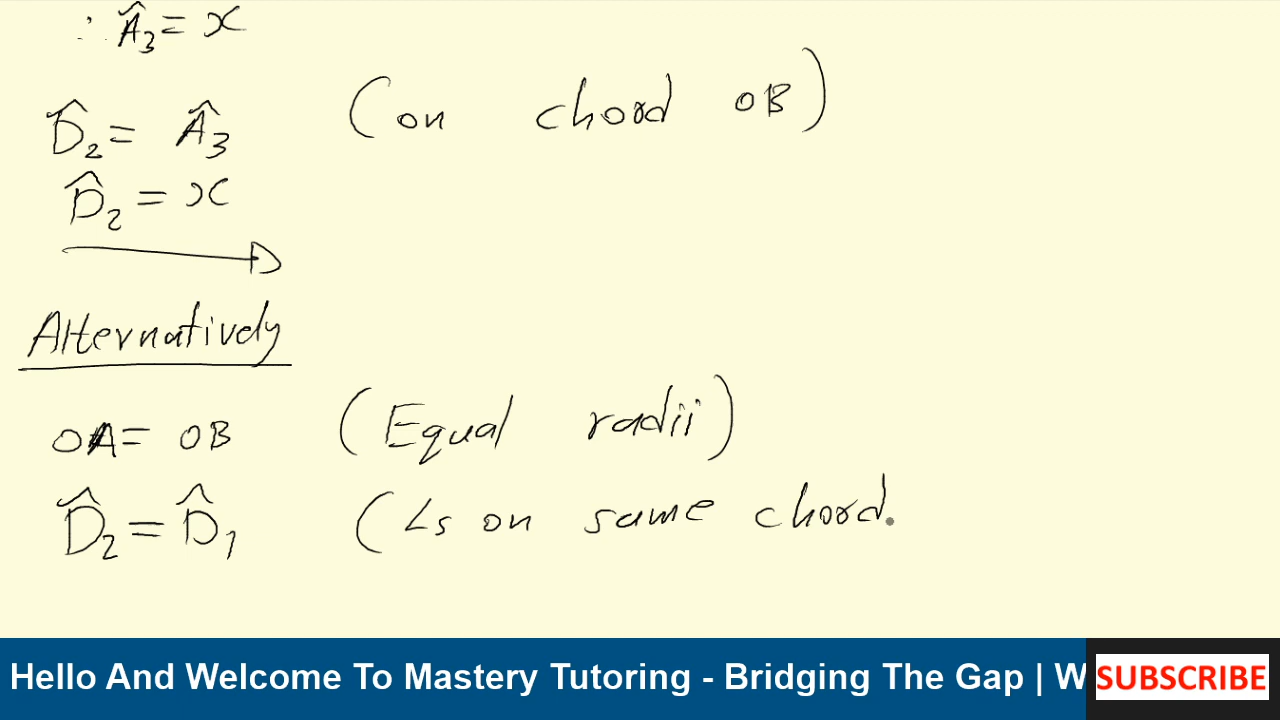 ∴ Â₃ = x
D̂₂ = Â₃ (on chord OB)
D̂₂ = x
Alternatively
OA = OB (Equal radii)
D̂₂ = D̂₁ (∠s on same chord.
Hello And Welcome To Mastery Tutoring - Bridging The Gap | W
SUBSCRIBE